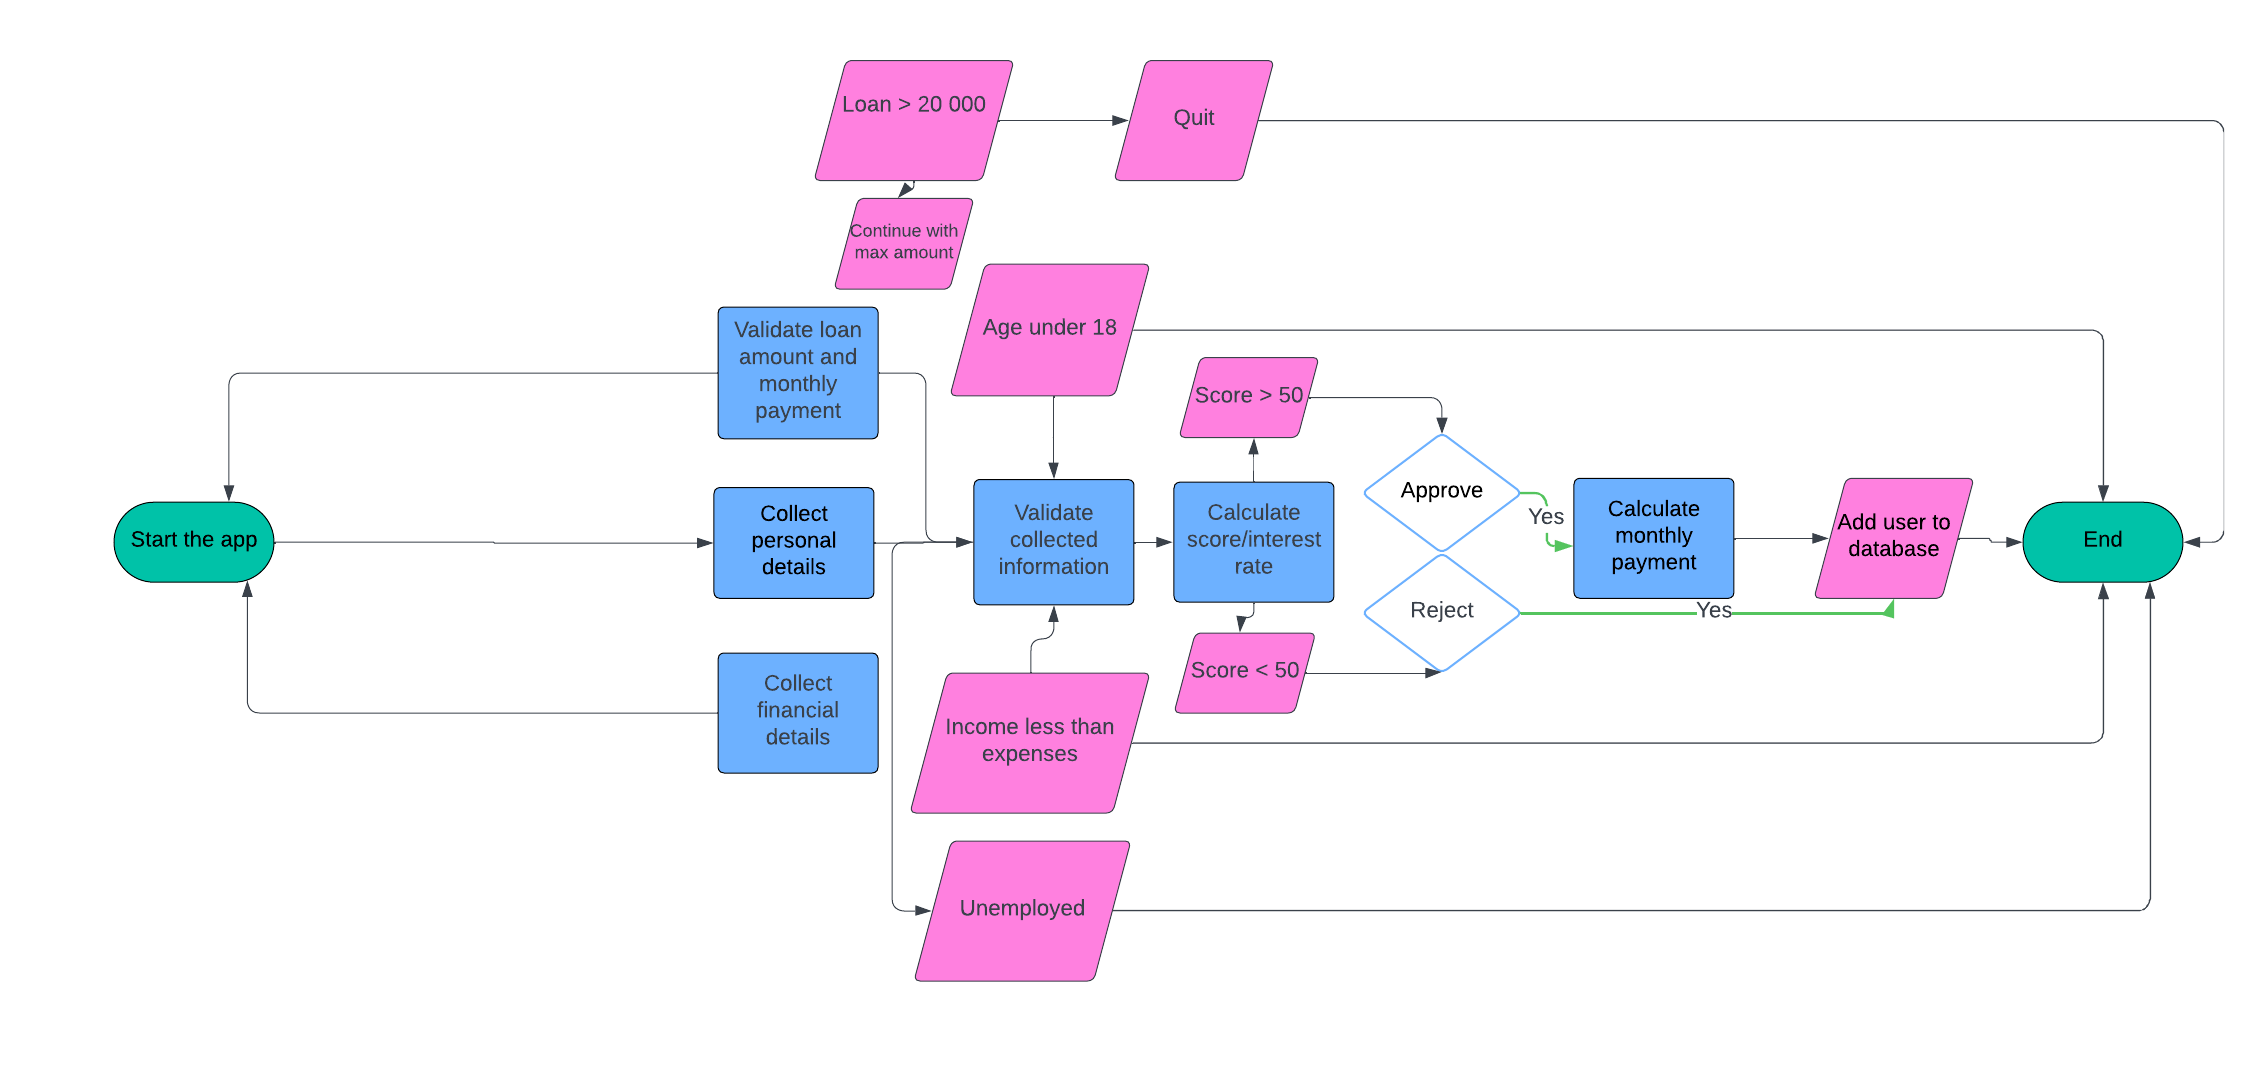 Loan > 20 000
Quit
Continue with
max amount
Age under 18
Validate loan
amount and
monthly
payment
Score > 50
Approve
Yes
Start the app
Collect
personal
details
Validate
collected
information
Calculate
score/interest
rate
Calculate
monthly
payment
Add user to
database
End
Reject
Yes
Score < 50
Collect
financial
details
Income less than
expenses
Unemployed